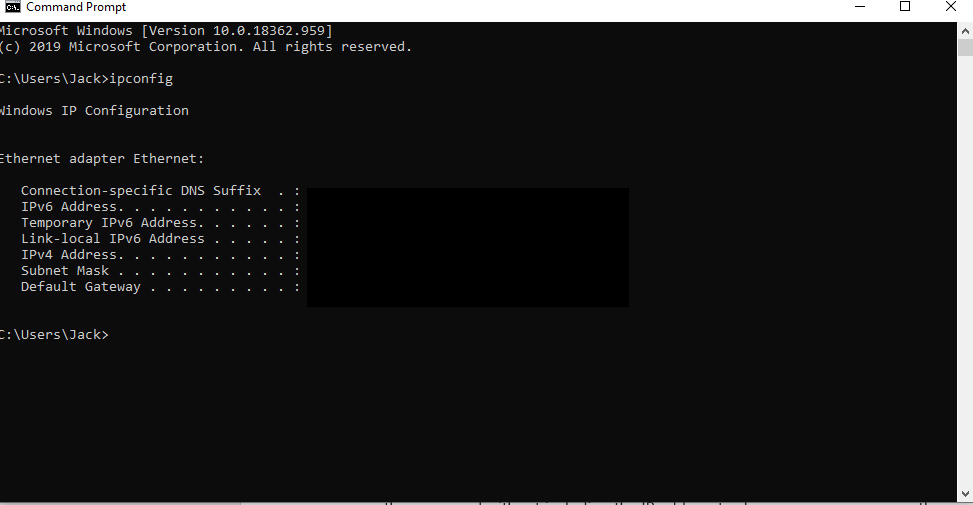 Command Prompt
Microsoft Windows [Version 10.0.18362.959]
(c) 2019 Microsoft Corporation. All rights reserved.
C:\Users\Jack>ipconfig
Windows IP Configuration
Ethernet adapter Ethernet:
Connection-specific DNS Suffix  . :
IPv6 Address. . . . . . . . . . . :
Temporary IPv6 Address. . . . . . :
Link-local IPv6 Address . . . . . :
IPv4 Address. . . . . . . . . . . :
Subnet Mask . . . . . . . . . . . :
Default Gateway . . . . . . . . . :
C:\Users\Jack>